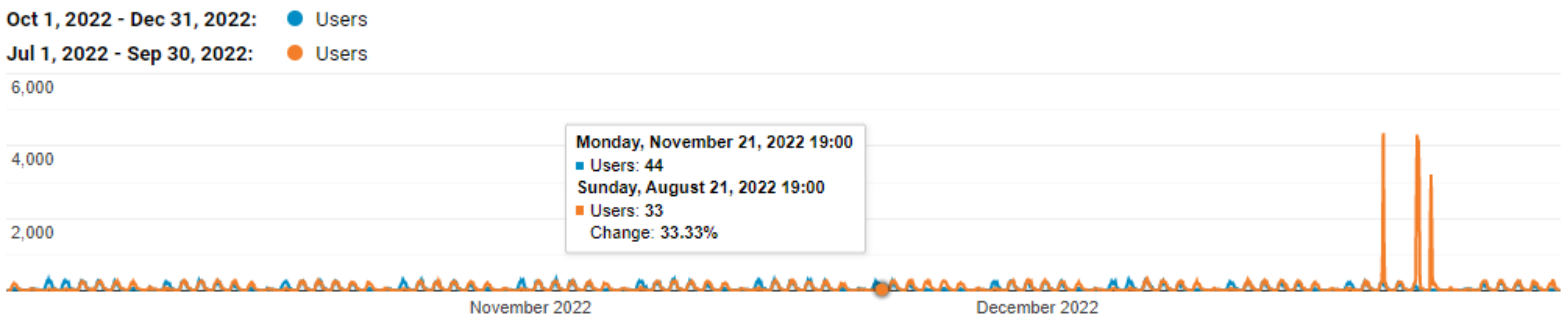 Oct 1, 2022 - Dec 31, 2022: Users
Jul 1, 2022 - Sep 30, 2022: Users
6,000
4,000
2,000
Monday, November 21, 2022 19:00
Users: 44
Sunday, August 21, 2022 19:00
Users: 33
Change: 33.33%
November 2022
December 2022